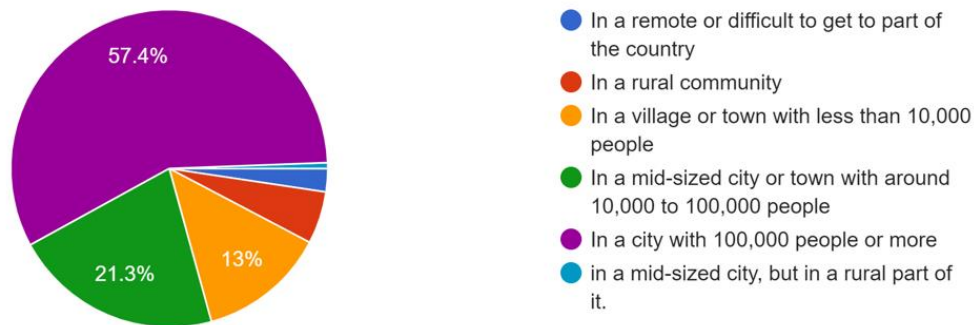 57.4%
13%
21.3%
In a remote or difficult to get to part of
the country
In a rural community
In a village or town with less than 10,000
people
In a mid-sized city or town with around
10,000 to 100,000 people
In a city with 100,000 people or more
in a mid-sized city, but in a rural part of
it.